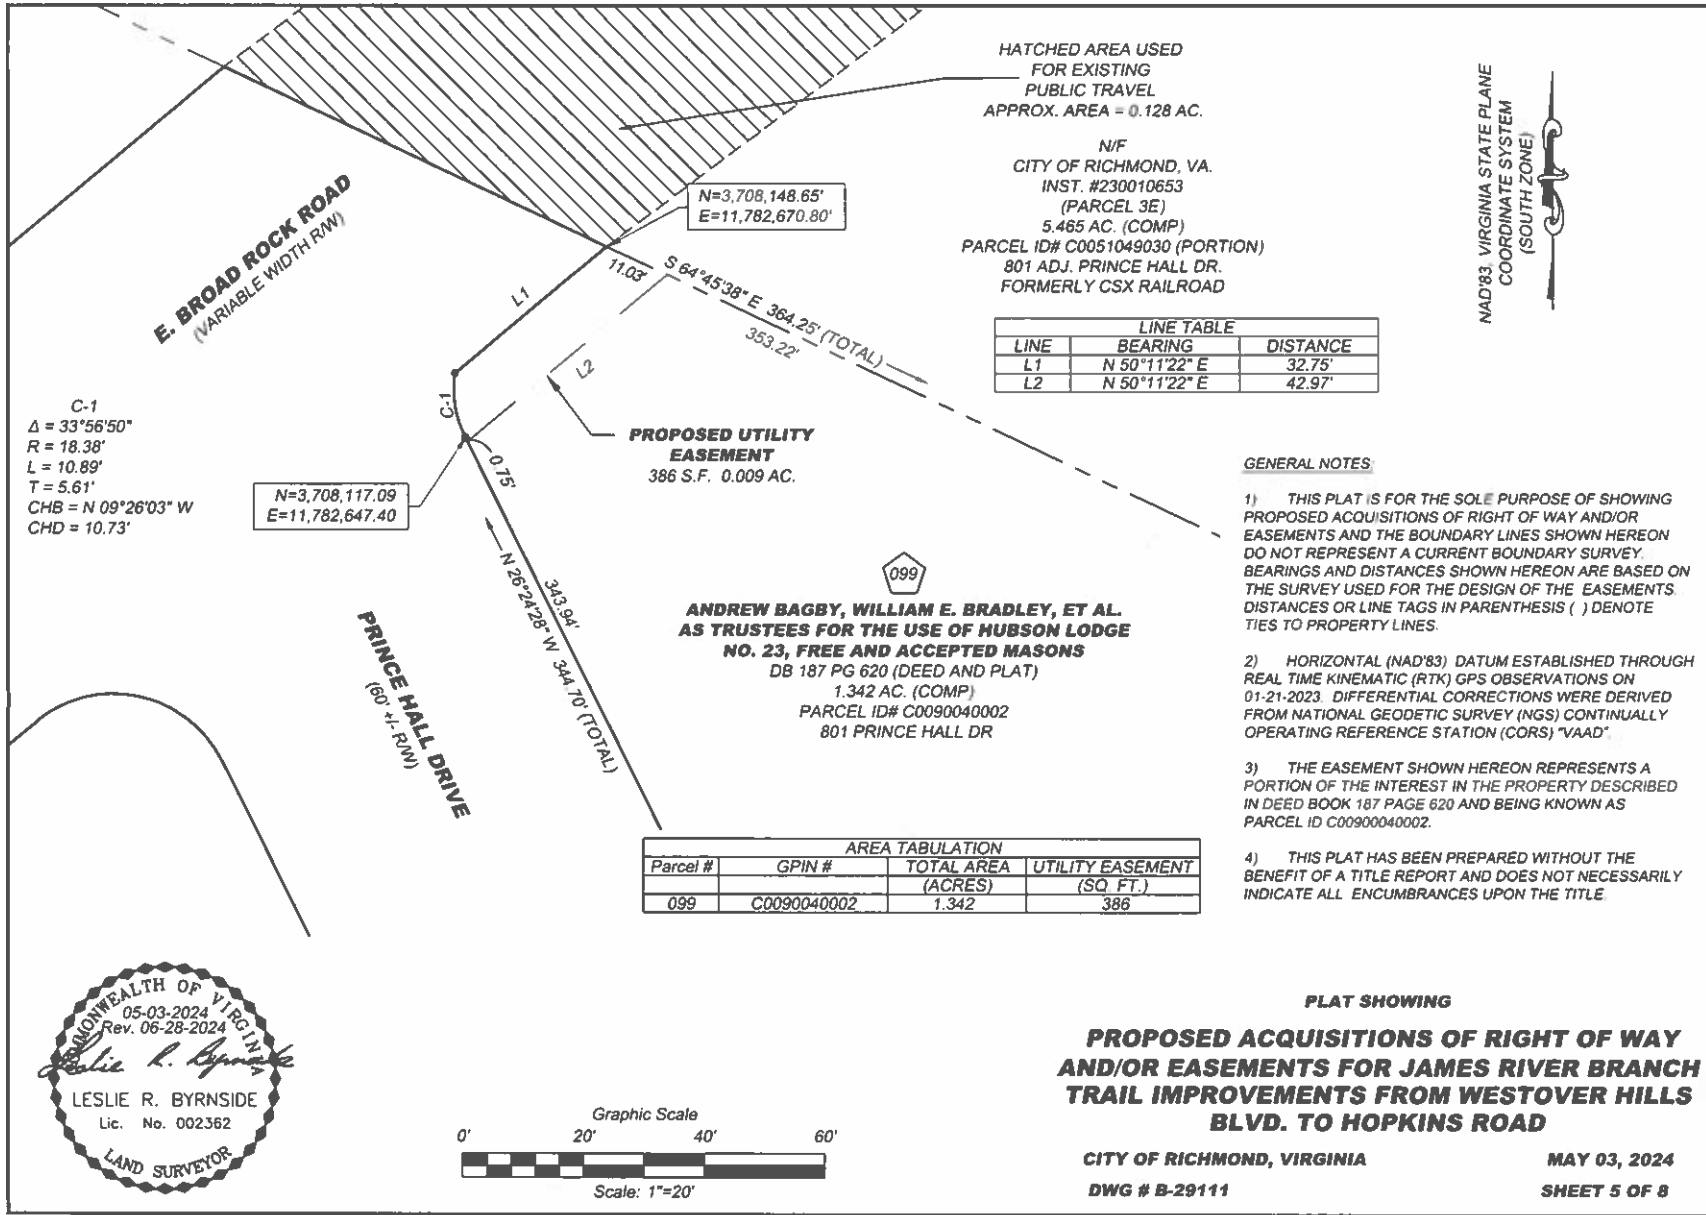 HATCHED AREA USED
FOR EXISTING
PUBLIC TRAVEL
APPROX. AREA = 0.128 AC.
N/F
CITY OF RICHMOND, VA.
INST. #230010653
(PARCEL 3E)
5.465 AC. (COMP)
PARCEL ID# C0051049030 (PORTION)
801 ADJ. PRINCE HALL DR.
FORMERLY CSX RAILROAD
NAD'83, VIRGINIA STATE PLANE
COORDINATE SYSTEM
(SOUTH ZONE)
E. BROAD ROCK ROAD
(VARIABLE WIDTH R/W)
N=3,708,148.65'
E=11,782,670.80'
11.03'
S 64°45'38" E 364.25' (TOTAL)
353.22'
L1
L2
C-1
LINE TABLE
LINE BEARING DISTANCE
L1 N 50°11'22" E 32.75'
L2 N 50°11'22" E 42.97'
C-1
Δ = 33°56'50"
R = 18.38'
L = 10.89'
T = 5.61'
CHB = N 09°26'03" W
CHD = 10.73'
PROPOSED UTILITY
EASEMENT
386 S.F. 0.009 AC.
0.75'
N=3,708,117.09
E=11,782,647.40
343.94'
N 26°24'28" W 344.70' (TOTAL)
PRINCE HALL DRIVE
(60' +/- R/W)
099
ANDREW BAGBY, WILLIAM E. BRADLEY, ET AL.
AS TRUSTEES FOR THE USE OF HUBSON LODGE
NO. 23, FREE AND ACCEPTED MASONS
DB 187 PG 620 (DEED AND PLAT)
1.342 AC. (COMP)
PARCEL ID# C0090040002
801 PRINCE HALL DR
GENERAL NOTES:
1) THIS PLAT IS FOR THE SOLE PURPOSE OF SHOWING
PROPOSED ACQUISITIONS OF RIGHT OF WAY AND/OR
EASEMENTS AND THE BOUNDARY LINES SHOWN HEREON
DO NOT REPRESENT A CURRENT BOUNDARY SURVEY.
BEARINGS AND DISTANCES SHOWN HEREON ARE BASED ON
THE SURVEY USED FOR THE DESIGN OF THE EASEMENTS.
DISTANCES OR LINE TAGS IN PARENTHESIS ( ) DENOTE
TIES TO PROPERTY LINES.
2) HORIZONTAL (NAD'83) DATUM ESTABLISHED THROUGH
REAL TIME KINEMATIC (RTK) GPS OBSERVATIONS ON
01-21-2023. DIFFERENTIAL CORRECTIONS WERE DERIVED
FROM NATIONAL GEODETIC SURVEY (NGS) CONTINUALLY
OPERATING REFERENCE STATION (CORS) "VAAD".
3) THE EASEMENT SHOWN HEREON REPRESENTS A
PORTION OF THE INTEREST IN THE PROPERTY DESCRIBED
IN DEED BOOK 187 PAGE 620 AND BEING KNOWN AS
PARCEL ID C00900040002.
4) THIS PLAT HAS BEEN PREPARED WITHOUT THE
BENEFIT OF A TITLE REPORT AND DOES NOT NECESSARILY
INDICATE ALL ENCUMBRANCES UPON THE TITLE.
AREA TABULATION
Parcel # GPIN # TOTAL AREA UTILITY EASEMENT
(ACRES) (SQ. FT.)
099 C0090040002 1.342 386
COMMONWEALTH OF VIRGINIA
05-03-2024
Rev. 06-28-2024
Leslie R. Byrnside
LESLIE R. BYRNSIDE
Lic. No. 002362
LAND SURVEYOR
Graphic Scale
0' 20' 40' 60'
Scale: 1"=20'
PLAT SHOWING
PROPOSED ACQUISITIONS OF RIGHT OF WAY
AND/OR EASEMENTS FOR JAMES RIVER BRANCH
TRAIL IMPROVEMENTS FROM WESTOVER HILLS
BLVD. TO HOPKINS ROAD
CITY OF RICHMOND, VIRGINIA MAY 03, 2024
DWG # B-29111 SHEET 5 OF 8